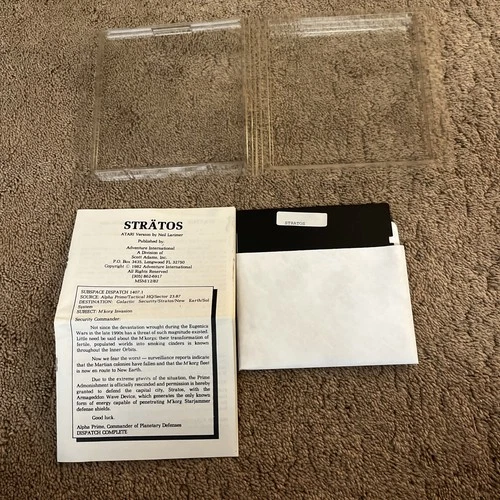 STRÄTOS
ATARI Version by Neil Larimer
Published by:
Adventure International
A Division of
Scott Adams, Inc.
P.O. Box 3435, Longwood FL 32750
Copyright © 1982 Adventure International
All Rights Reserved
(305) 862-6917
MSM:12/82
SUBSPACE DISPATCH 1407.1
SOURCE: Alpha Prime/Tactical HQ/Sector 23-87
DESTINATION: Galactic Security/Stratos/New Earth/Sol
System
SUBJECT: M'korg Invasion
Security Commander:
Not since the devastation wrought during the Eugenics
Wars in the late 1990s has a threat of such magnitude existed.
Little need be said about the M'korgs; their transformation of
fertile, populated worlds into smoking cinders is known
throughout the Inner Orbits.
Now we fear the worst — surveillance reports indicate
that the Martian colonies have fallen and that the M'korg fleet
is now en route to New Earth.
Due to the extreme gravity of the situation, the Prime
Admonishment is officially rescinded and permission is hereby
granted to defend the capital city, Stratos, with the
Armageddon Wave Device, which generates the only known
form of energy capable of penetrating M'korg Starjammer
defense shields.
Good luck.
Alpha Prime, Commander of Planetary Defenses
DISPATCH COMPLETE
STRATOS